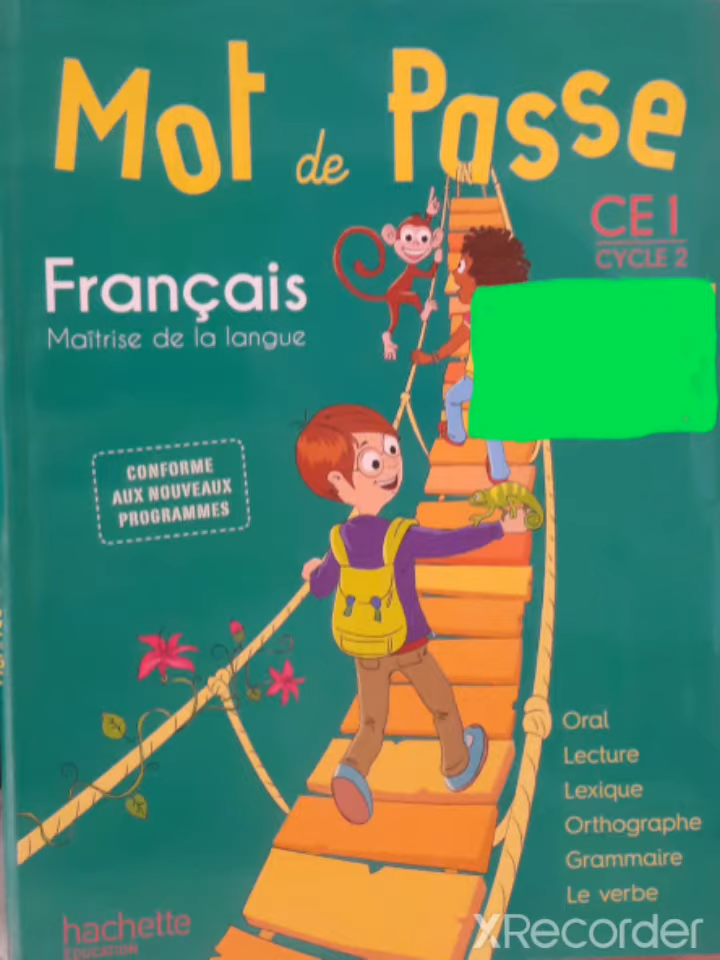 Mot de Passe
CE1
CYCLE 2
Français
Maîtrise de la langue
CONFORME
AUX NOUVEAUX
PROGRAMMES
Oral
Lecture
Lexique
Orthographe
Grammaire
Le verbe
hachette
ÉDUCATION
XRecorder